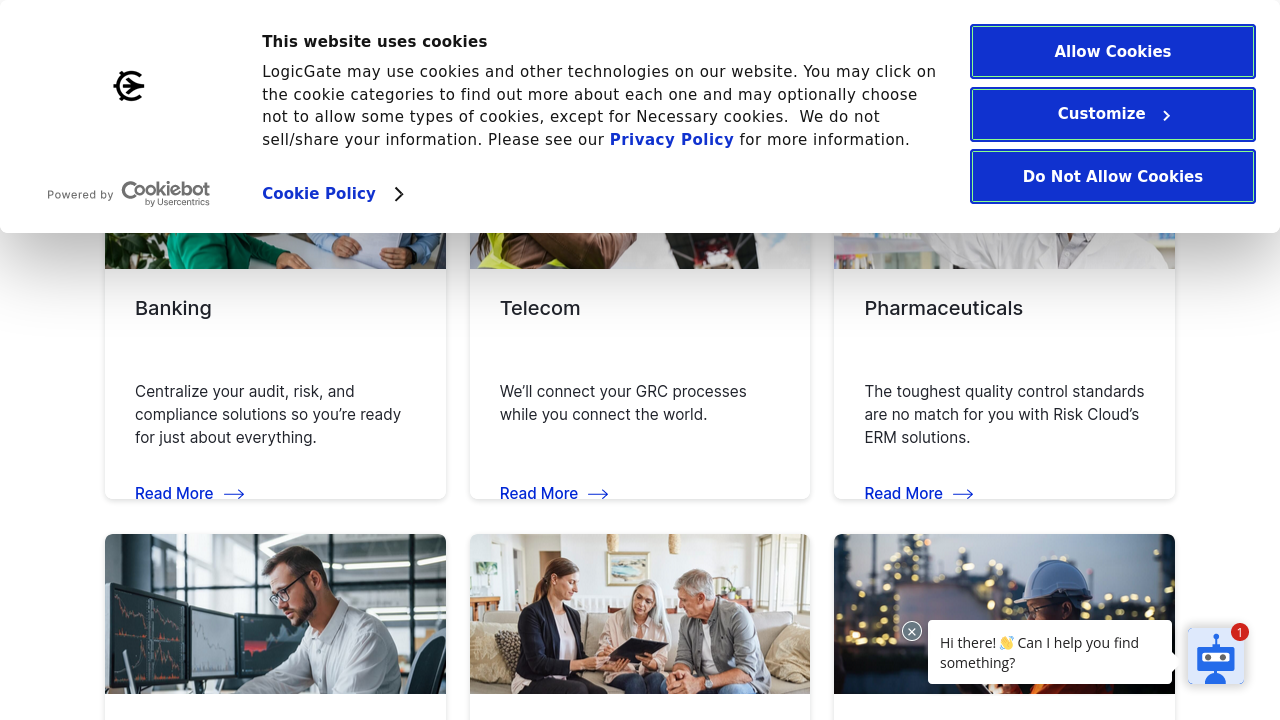 This website uses cookies
LogicGate may use cookies and other technologies on our website. You may click on
the cookie categories to find out more about each one and may optionally choose
not to allow some types of cookies, except for Necessary cookies.  We do not
sell/share your information. Please see our Privacy Policy for more information.
Cookie Policy
Powered by Cookiebot
by Usercentrics
Allow Cookies
Customize
Do Not Allow Cookies
Banking
Centralize your audit, risk, and
compliance solutions so you’re ready
for just about everything.
Read More
Telecom
We’ll connect your GRC processes
while you connect the world.
Read More
Pharmaceuticals
The toughest quality control standards
are no match for you with Risk Cloud’s
ERM solutions.
Read More
Hi there! 👋 Can I help you find
something?
1